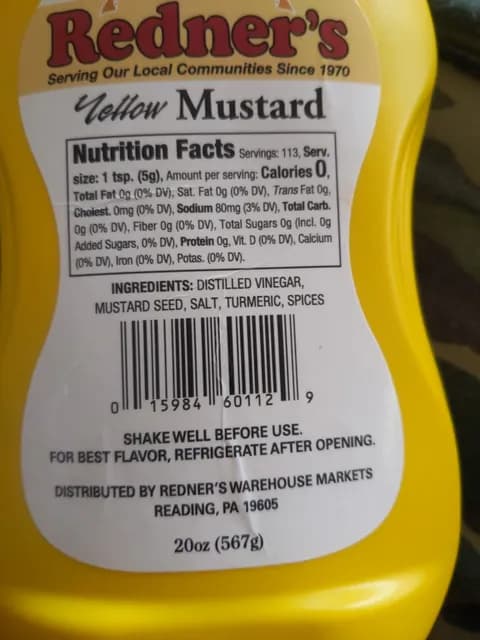 Redner's
Serving Our Local Communities Since 1970
Yellow Mustard
Nutrition Facts Servings: 113, Serv.
size: 1 tsp. (5g), Amount per serving: Calories 0,
Total Fat 0g (0% DV), Sat. Fat 0g (0% DV), Trans Fat 0g,
Cholest. 0mg (0% DV), Sodium 80mg (3% DV), Total Carb.
0g (0% DV), Fiber 0g (0% DV), Total Sugars 0g (Incl. 0g
Added Sugars, 0% DV), Protein 0g, Vit. D (0% DV), Calcium
(0% DV), Iron (0% DV), Potas. (0% DV).
INGREDIENTS: DISTILLED VINEGAR,
MUSTARD SEED, SALT, TURMERIC, SPICES
0 15984 60112 9
SHAKE WELL BEFORE USE.
FOR BEST FLAVOR, REFRIGERATE AFTER OPENING.
DISTRIBUTED BY REDNER'S WAREHOUSE MARKETS
READING, PA 19605
20oz (567g)